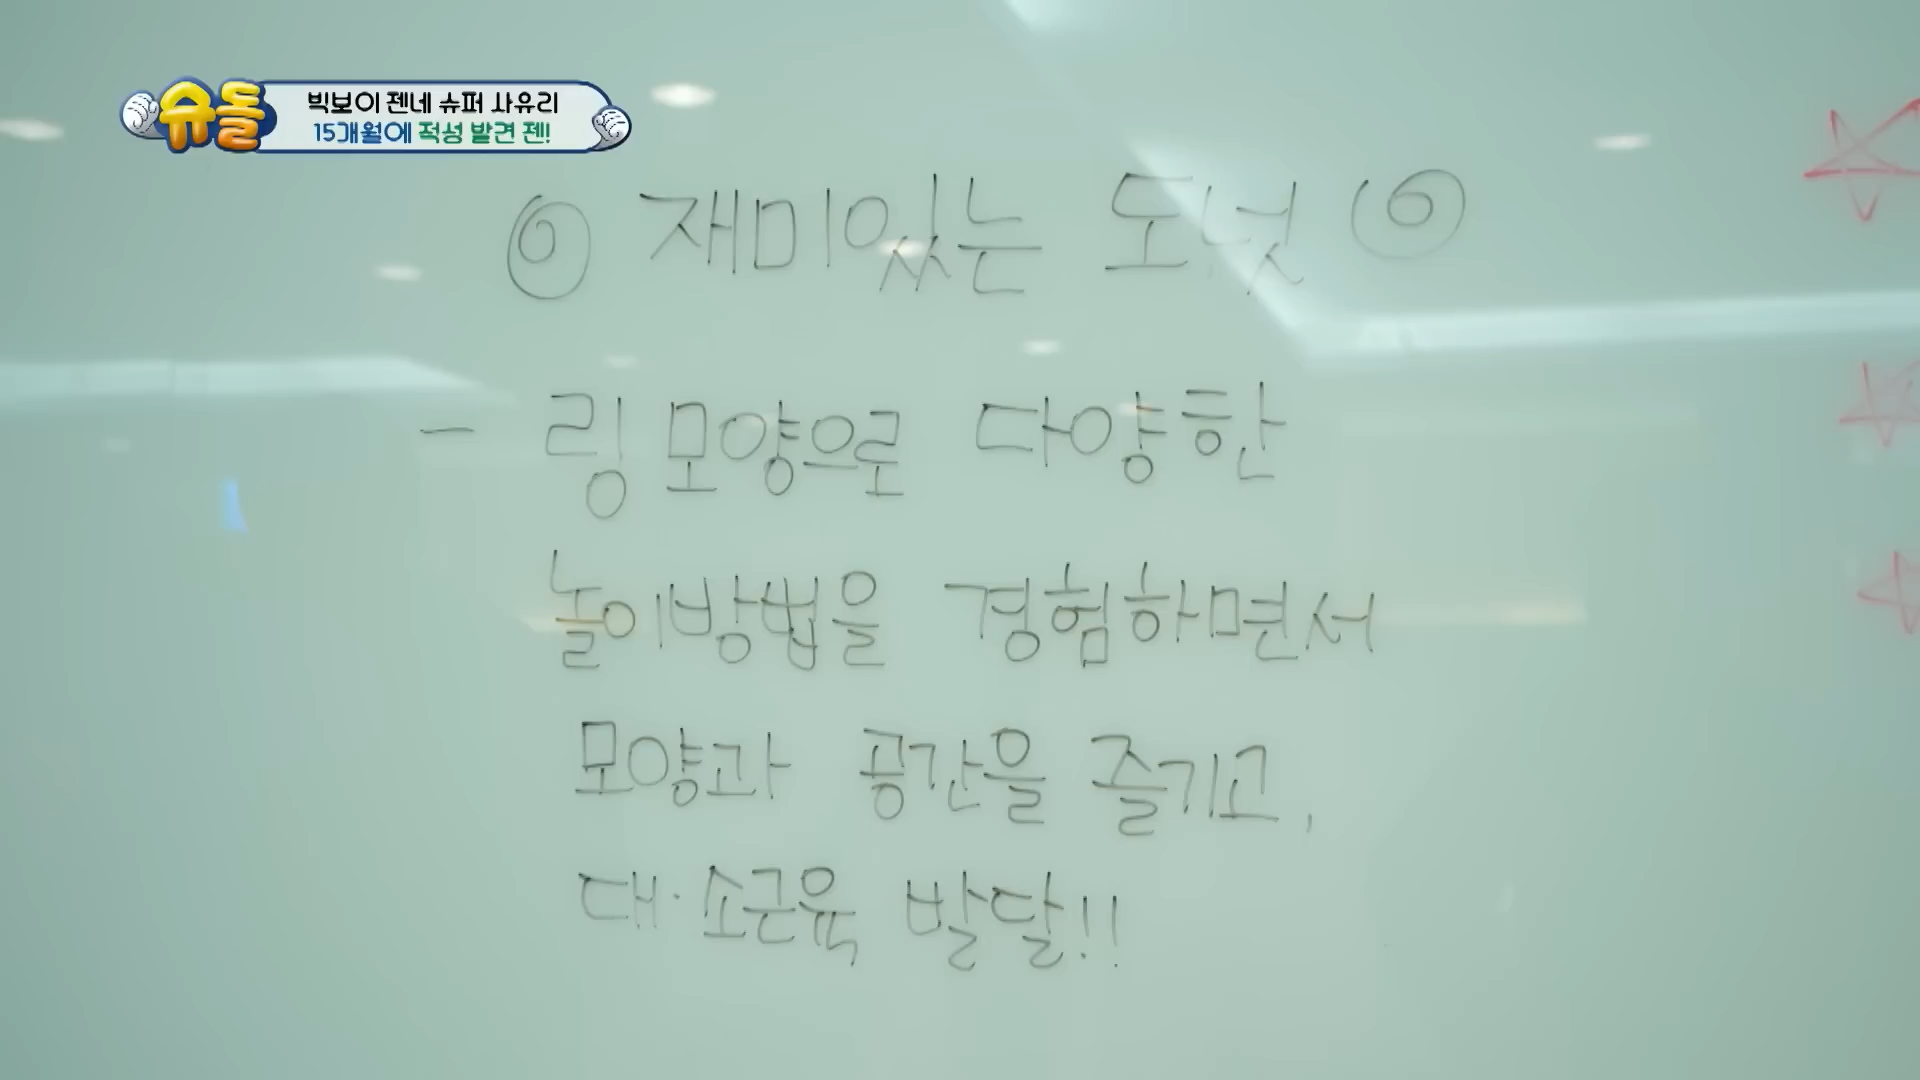 슈돌
빅보이 젠네 슈퍼 사유리
15개월에 적성 발견 젠!
재미있는 도넛
- 링 모양으로 다양한
놀이방법을 경험하면서
모양과 공간을 즐기고,
대·소근육 발달!!